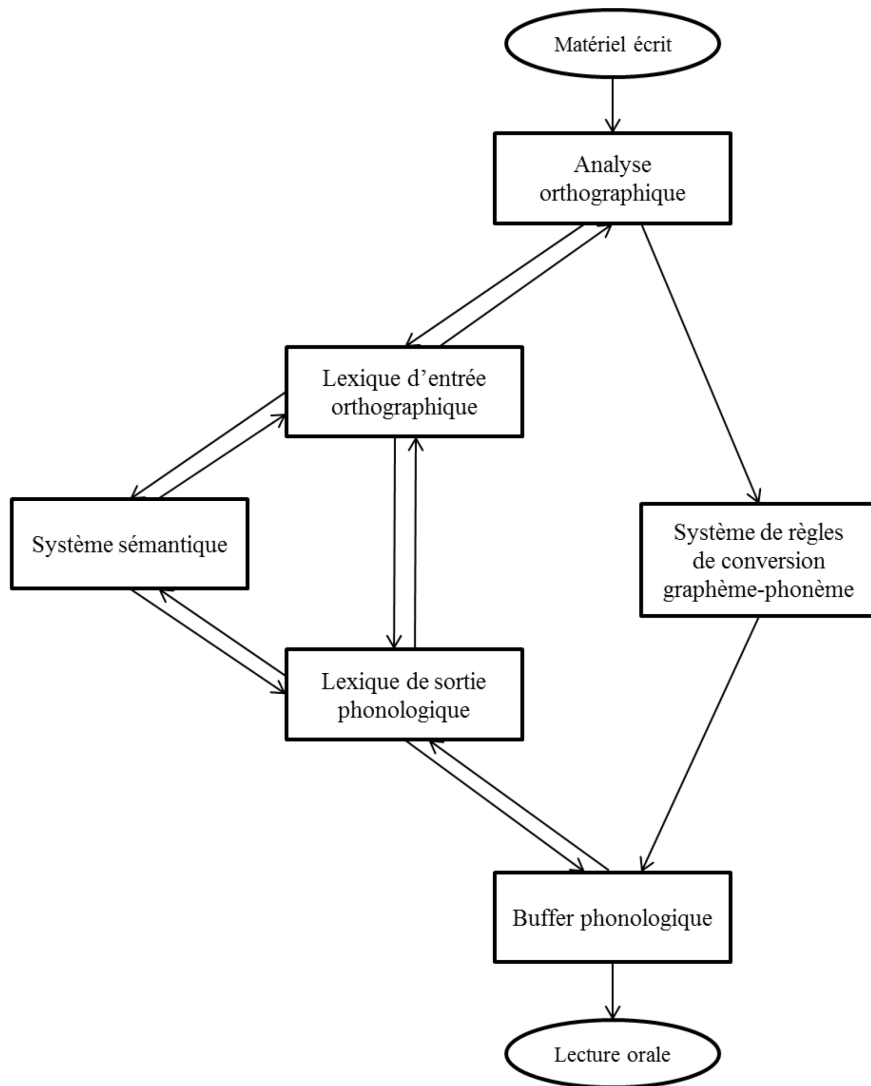 Matériel écrit
Analyse
orthographique
Lexique d’entrée
orthographique
Système sémantique
Système de règles
de conversion
graphème-phonème
Lexique de sortie
phonologique
Buffer phonologique
Lecture orale